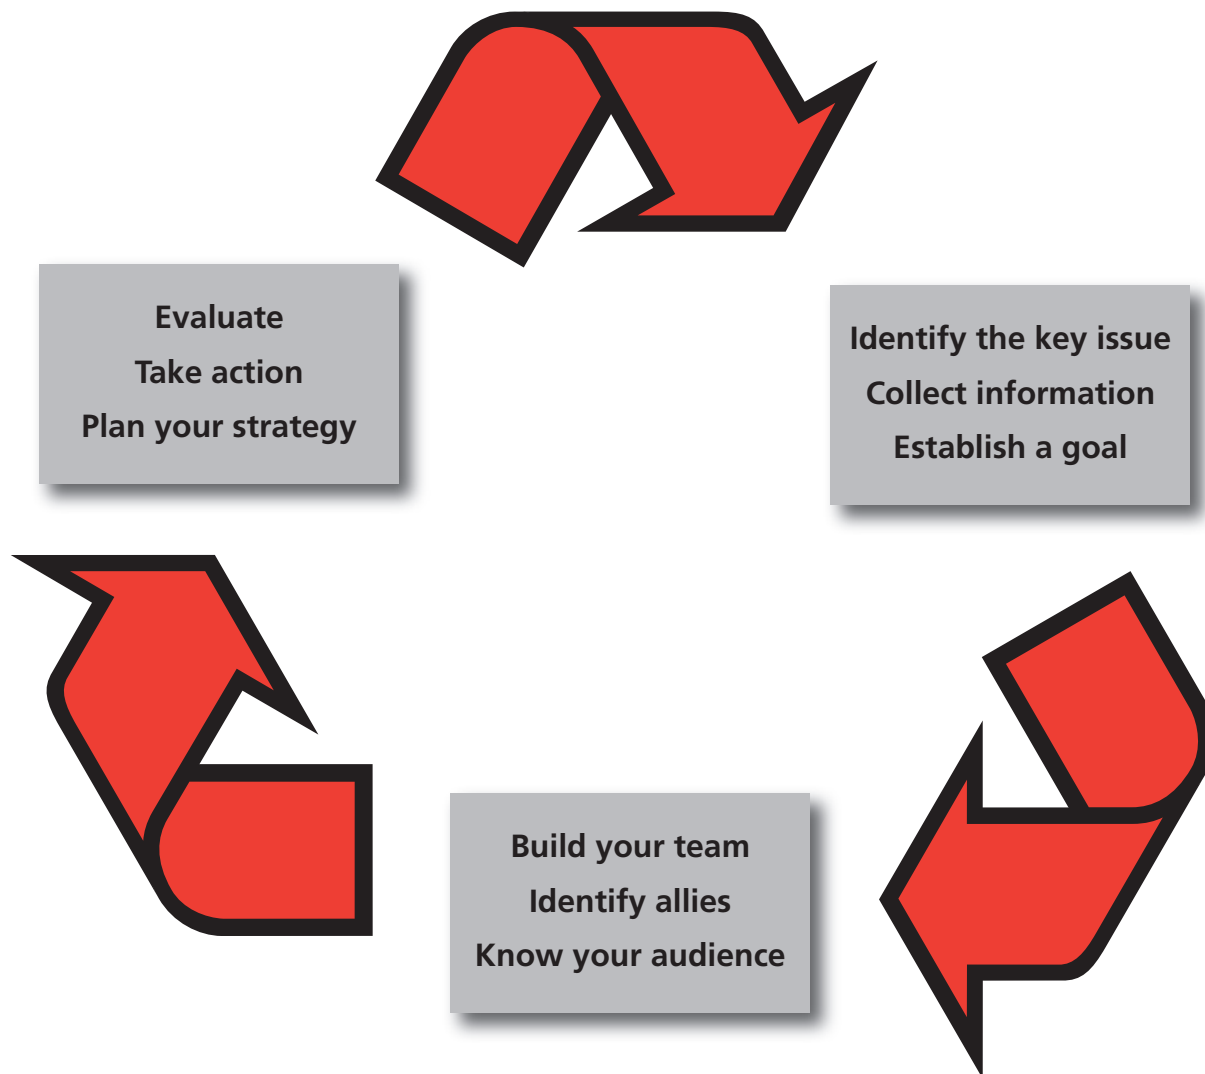 Evaluate
Take action
Plan your strategy
Identify the key issue
Collect information
Establish a goal
Build your team
Identify allies
Know your audience